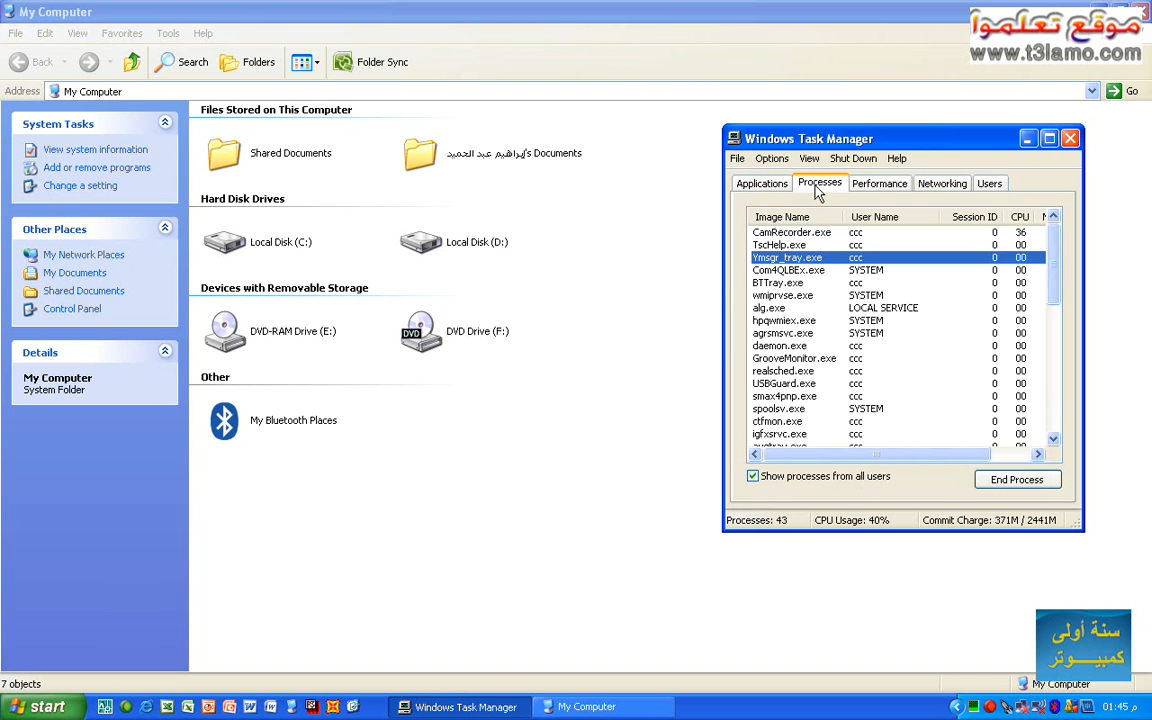 My Computer
موقع تعلموا
www.t3lamo.com
File Edit View Favorites Tools Help
Back Search Folders Folder Sync
Address My Computer Go
System Tasks
View system information
Add or remove programs
Change a setting
Other Places
My Network Places
My Documents
Shared Documents
Control Panel
Details
My Computer
System Folder
Files Stored on This Computer
Shared Documents
إبراهيم عبد الحميد's Documents
Hard Disk Drives
Local Disk (C:)
Local Disk (D:)
Devices with Removable Storage
DVD-RAM Drive (E:)
DVD
DVD Drive (F:)
Other
My Bluetooth Places
Windows Task Manager
File Options View Shut Down Help
Applications Processes Performance Networking Users
Image Name User Name Session ID CPU
CamRecorder.exe ccc 0 36
TscHelp.exe ccc 0 00
Ymsgr_tray.exe ccc 0 00
Com4QLBEx.exe SYSTEM 0 00
BTTray.exe ccc 0 00
wmiprvse.exe SYSTEM 0 00
alg.exe LOCAL SERVICE 0 00
hpqwmiex.exe SYSTEM 0 00
agrsmsvc.exe SYSTEM 0 00
daemon.exe ccc 0 00
GrooveMonitor.exe ccc 0 00
realsched.exe ccc 0 00
USBGuard.exe ccc 0 00
smax4pnp.exe ccc 0 00
spoolsv.exe SYSTEM 0 00
ctfmon.exe ccc 0 00
igfxsrvc.exe ccc 0 00
Show processes from all users
End Process
Processes: 43 CPU Usage: 40% Commit Charge: 371M / 2441M
سنة أولى
كمبيـــوتر
7 objects
My Computer
start
Windows Task Manager
My Computer
01:45 م